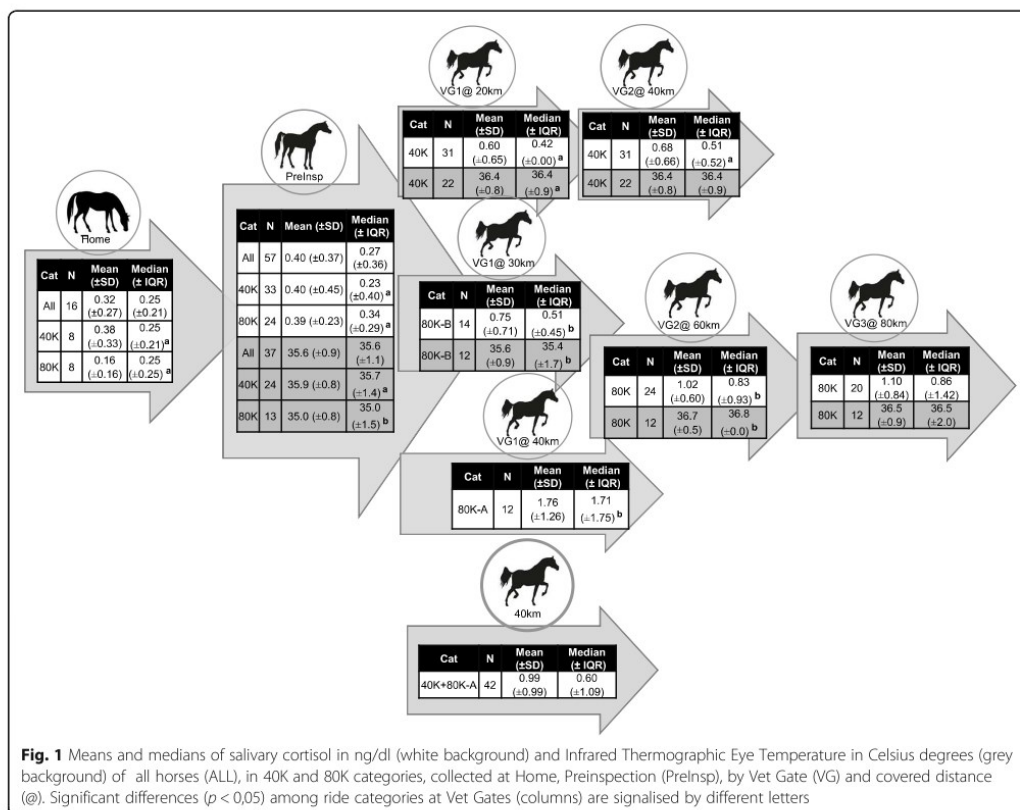 VG1@ 20km
Cat N Mean (±SD) Median (± IQR)
40K 31 0.60 (±0.65) 0.42 (±0.00) a
40K 22 36.4 (±0.8) 36.4 (±0.9) a
VG2@ 40km
Cat N Mean (±SD) Median (± IQR)
40K 31 0.68 (±0.66) 0.51 (±0.52) a
40K 22 36.4 (±0.8) 36.4 (±0.9)
Home
Cat N Mean (±SD) Median (± IQR)
All 16 0.32 (±0.27) 0.25 (±0.21)
40K 8 0.38 (±0.33) 0.25 (±0.21) a
80K 8 0.16 (±0.16) 0.25 (±0.25) a
PreInsp
Cat N Mean (±SD) Median (± IQR)
All 57 0.40 (±0.37) 0.27 (±0.36)
40K 33 0.40 (±0.45) 0.23 (±0.40) a
80K 24 0.39 (±0.23) 0.34 (±0.29) a
All 37 35.6 (±0.9) 35.6 (±1.1)
40K 24 35.9 (±0.8) 35.7 (±1.4) a
80K 13 35.0 (±0.8) 35.0 (±1.5) b
VG1@ 30km
Cat N Mean (±SD) Median (± IQR)
80K-B 14 0.75 (±0.71) 0.51 (±0.45) b
80K-B 12 35.6 (±0.9) 35.4 (±1.7) b
VG2@ 60km
Cat N Mean (±SD) Median (± IQR)
80K 24 1.02 (±0.60) 0.83 (±0.93) b
80K 12 36.7 (±0.5) 36.8 (±0.0) b
VG3@ 80km
Cat N Mean (±SD) Median (± IQR)
80K 20 1.10 (±0.84) 0.86 (±1.42)
80K 12 36.5 (±0.9) 36.5 (±2.0)
VG1@ 40km
Cat N Mean (±SD) Median (± IQR)
80K-A 12 1.76 (±1.26) 1.71 (±1.75) b
40km
Cat N Mean (±SD) Median (± IQR)
40K+80K-A 42 0.99 (±0.99) 0.60 (±1.09)
Fig. 1 Means and medians of salivary cortisol in ng/dl (white background) and Infrared Thermographic Eye Temperature in Celsius degrees (grey
background) of all horses (ALL), in 40K and 80K categories, collected at Home, Preinspection (PreInsp), by Vet Gate (VG) and covered distance
(@). Significant differences (p < 0,05) among ride categories at Vet Gates (columns) are signalised by different letters